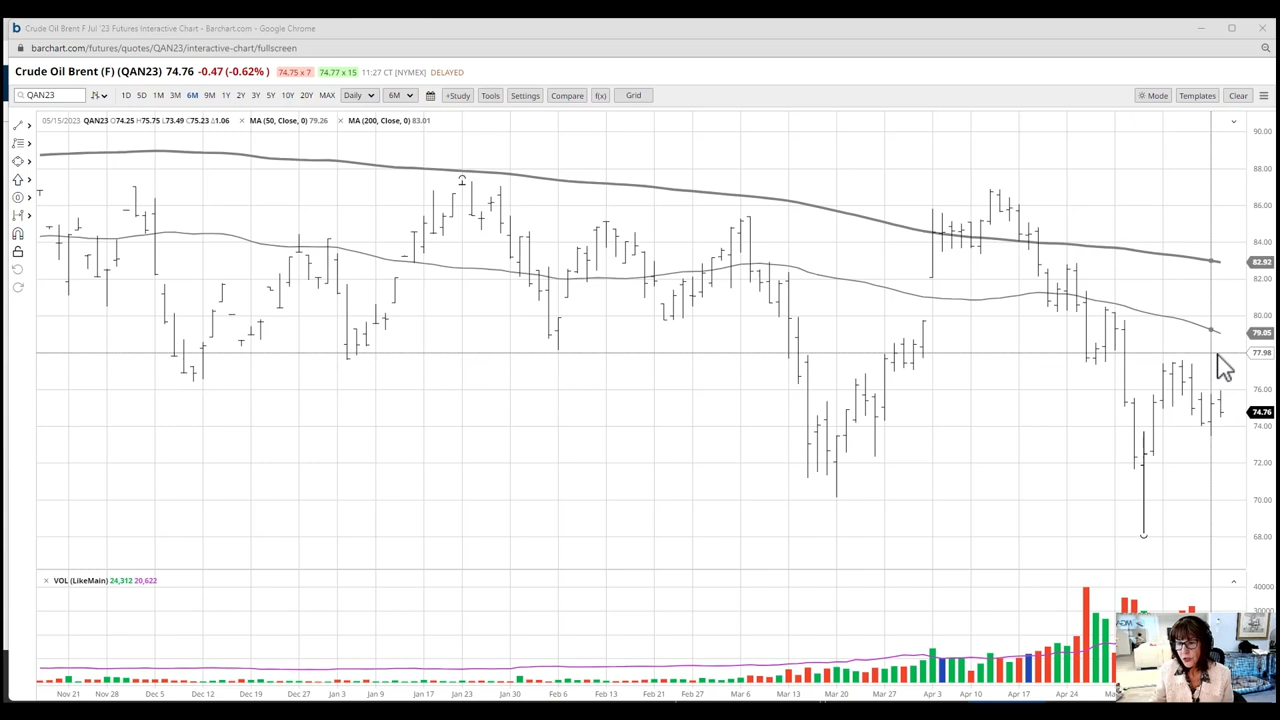 Crude Oil Brent F Jul '23 Futures Interactive Chart - Barchart.com - Google Chrome
barchart.com/futures/quotes/QAN23/interactive-chart/fullscreen
Crude Oil Brent (F) (QAN23) 74.76 -0.47 (-0.62%) 74.75 x 7 74.77 x 15 11:27 CT [NYMEX] DELAYED
QAN23 1D 5D 1M 3M 6M 9M 1Y 2Y 3Y 5Y 10Y 20Y MAX Daily 6M +Study Tools Settings Compare f(x) Grid Mode Templates Clear
05/15/2023 QAN23 O74.25 H75.75 L73.49 C75.23 Δ1.06 MA (50, Close, 0) 79.26 MA (200, Close, 0) 83.01
90.00
88.00
86.00
84.00
82.92
82.00
80.00
79.05
77.98
76.00
74.76
74.00
72.00
70.00
68.00
VOL (LikeMain) 24,312 20,622
40000
30000
ADM
Nov 21 Nov 28 Dec 5 Dec 12 Dec 19 Dec 27 Jan 3 Jan 9 Jan 17 Jan 23 Jan 30 Feb 6 Feb 13 Feb 21 Feb 27 Mar 6 Mar 13 Mar 20 Mar 27 Apr 3 Apr 10 Apr 17 Apr 24